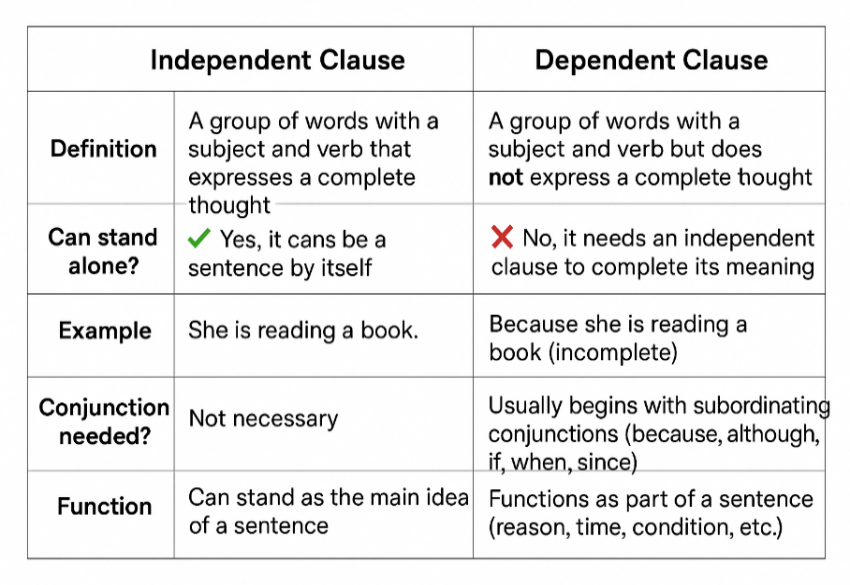 Independent Clause
Dependent Clause
Definition
A group of words with a
subject and verb that
expresses a complete
thought
A group of words with a
subject and verb but does
not express a complete thought
Can stand
alone?
Yes, it cans be a
sentence by itself
No, it needs an independent
clause to complete its meaning
Example
She is reading a book.
Because she is reading a
book (incomplete)
Conjunction
needed?
Not necessary
Usually begins with subordinating
conjunctions (because, although,
if, when, since)
Function
Can stand as the main idea
of a sentence
Functions as part of a sentence
(reason, time, condition, etc.)